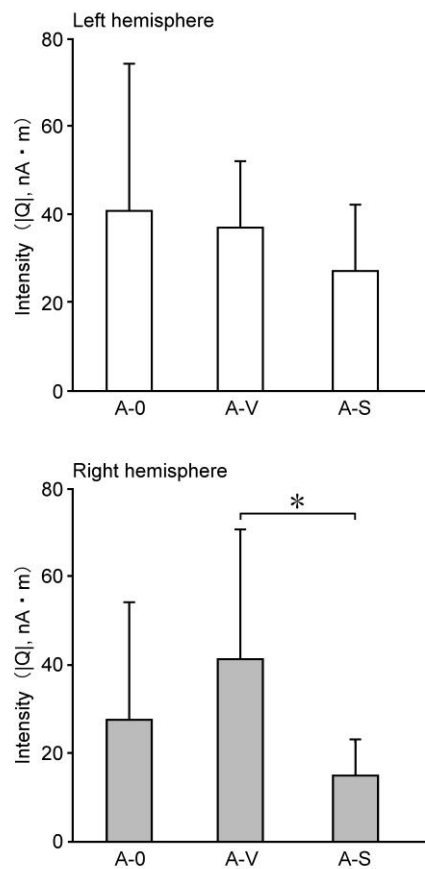 Left hemisphere
80
60
40
20
0
Intensity (|Q|, nA・m)
A-0 A-V A-S
Right hemisphere
80
60
40
20
0
Intensity (|Q|, nA・m)
*
A-0 A-V A-S